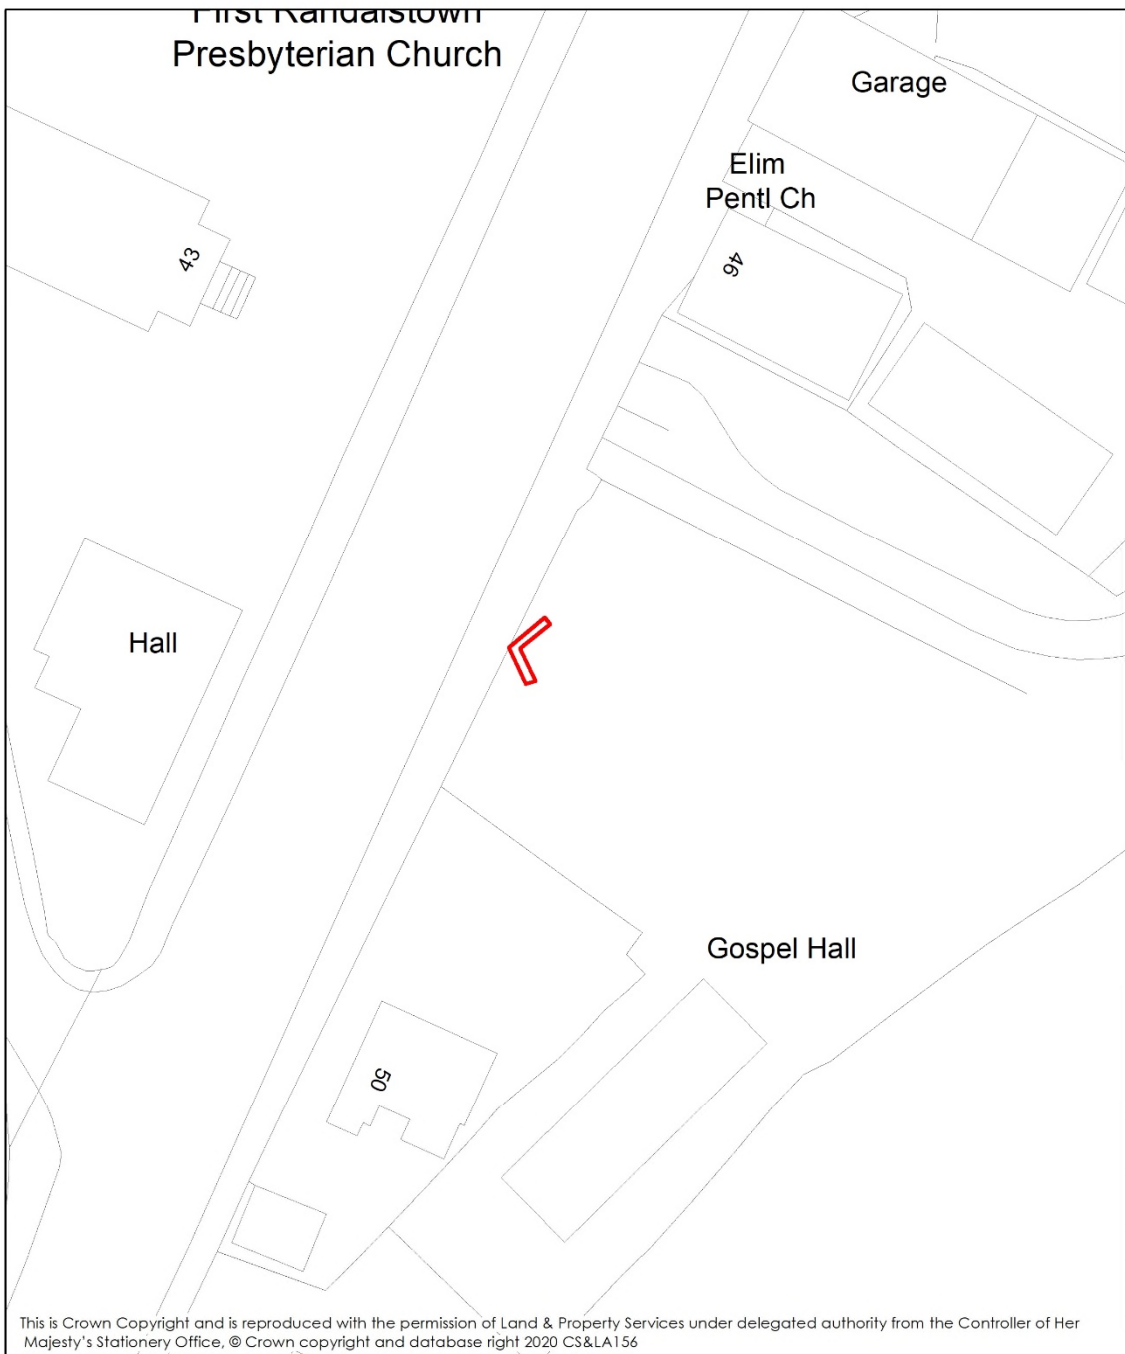 First Randalstown
Presbyterian Church
Garage
Elim
Pentl Ch
43
46
Hall
Gospel Hall
50
This is Crown Copyright and is reproduced with the permission of Land & Property Services under delegated authority from the Controller of Her
Majesty's Stationery Office, © Crown copyright and database right 2020 CS&LA156